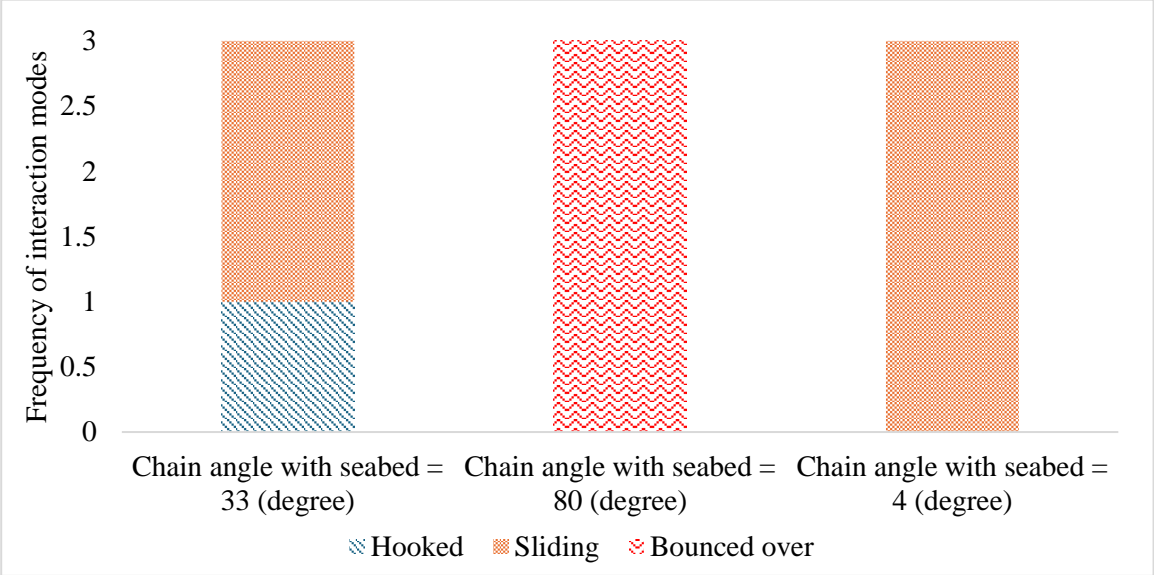 Frequency of interaction modes
3
2.5
2
1.5
1
0.5
0
Chain angle with seabed =
33 (degree)
Chain angle with seabed =
80 (degree)
Chain angle with seabed =
4 (degree)
Hooked Sliding Bounced over